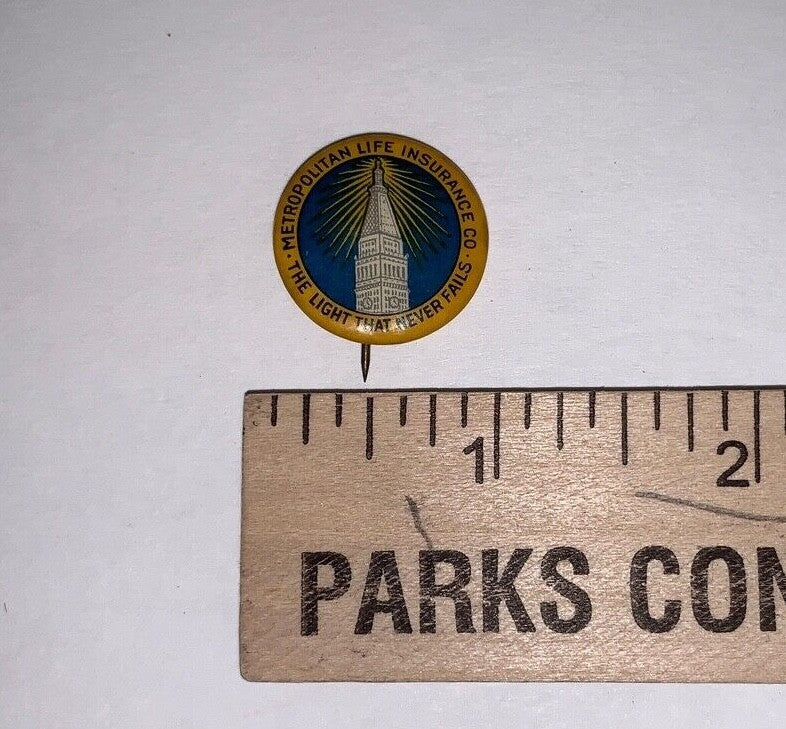 · METROPOLITAN LIFE INSURANCE CO ·
THE LIGHT THAT NEVER FAILS
1 2
PARKS CON